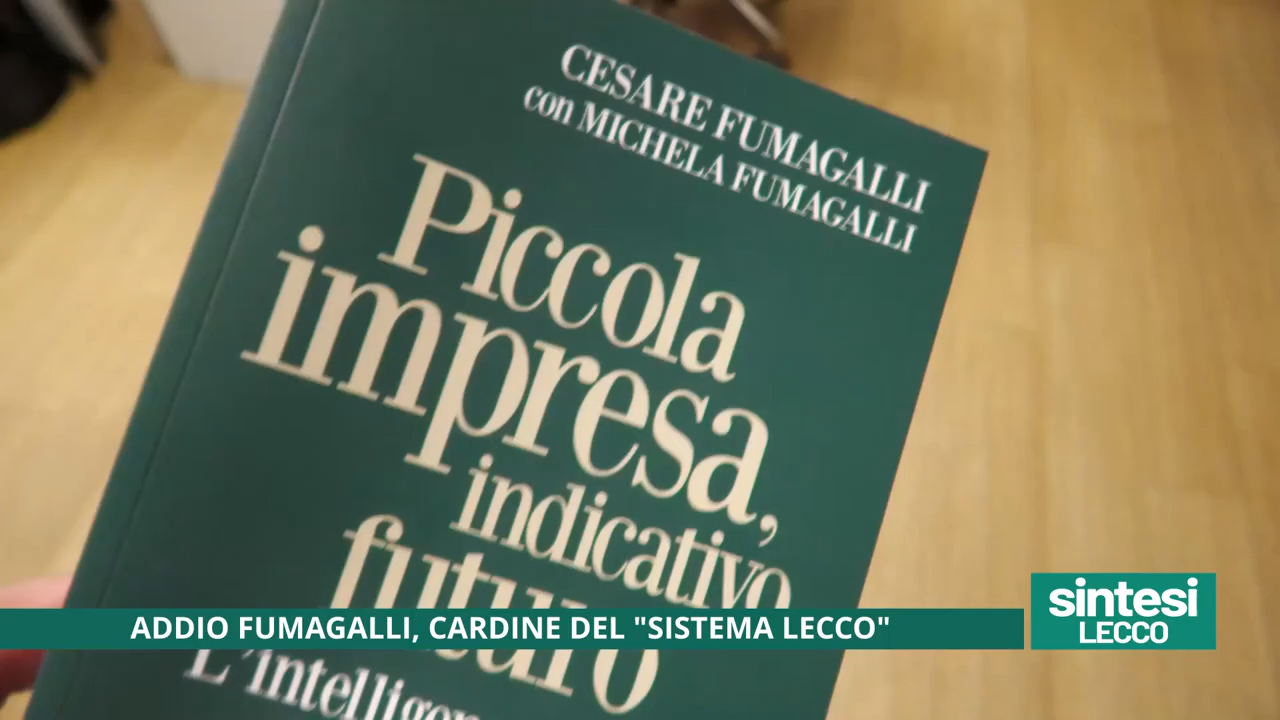 CESARE FUMAGALLI
con MICHELA FUMAGALLI
Piccola
impresa,
indicativo
futuro
ADDIO FUMAGALLI, CARDINE DEL "SISTEMA LECCO"
sintesi
LECCO